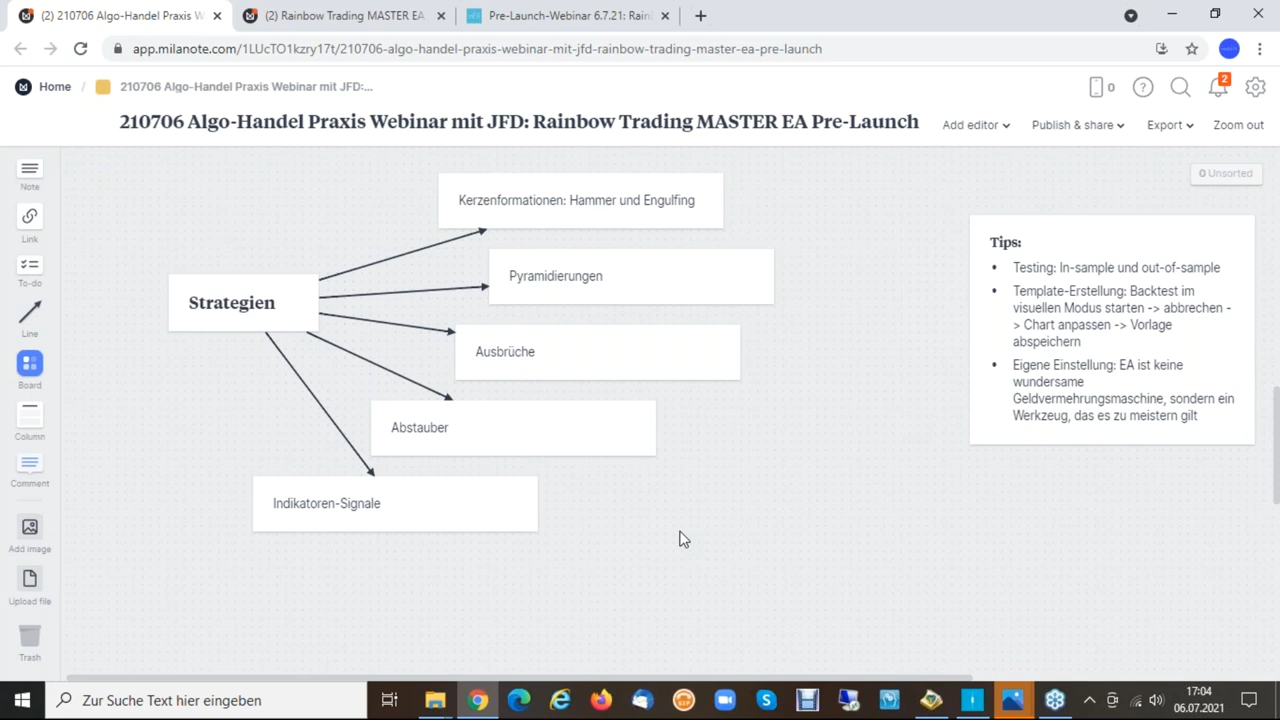 (2) 210706 Algo-Handel Praxis W
(2) Rainbow Trading MASTER EA
Pre-Launch-Webinar 6.7.21: Rain
app.milanote.com/1LUcTO1kzry17t/210706-algo-handel-praxis-webinar-mit-jfd-rainbow-trading-master-ea-pre-launch
Home / 210706 Algo-Handel Praxis Webinar mit JFD:...
0
2
210706 Algo-Handel Praxis Webinar mit JFD: Rainbow Trading MASTER EA Pre-Launch
Add editor
Publish & share
Export
Zoom out
Note
Link
To-do
Line
Board
Column
Comment
Add image
Upload file
Trash
0 Unsorted
Kerzenformationen: Hammer und Engulfing
Pyramidierungen
Strategien
Ausbrüche
Abstauber
Indikatoren-Signale
Tips:
• Testing: In-sample und out-of-sample
• Template-Erstellung: Backtest im
visuellen Modus starten -> abbrechen -
> Chart anpassen -> Vorlage
abspeichern
• Eigene Einstellung: EA ist keine
wundersame
Geldvermehrungsmaschine, sondern ein
Werkzeug, das es zu meistern gilt
Zur Suche Text hier eingeben
17:04
06.07.2021